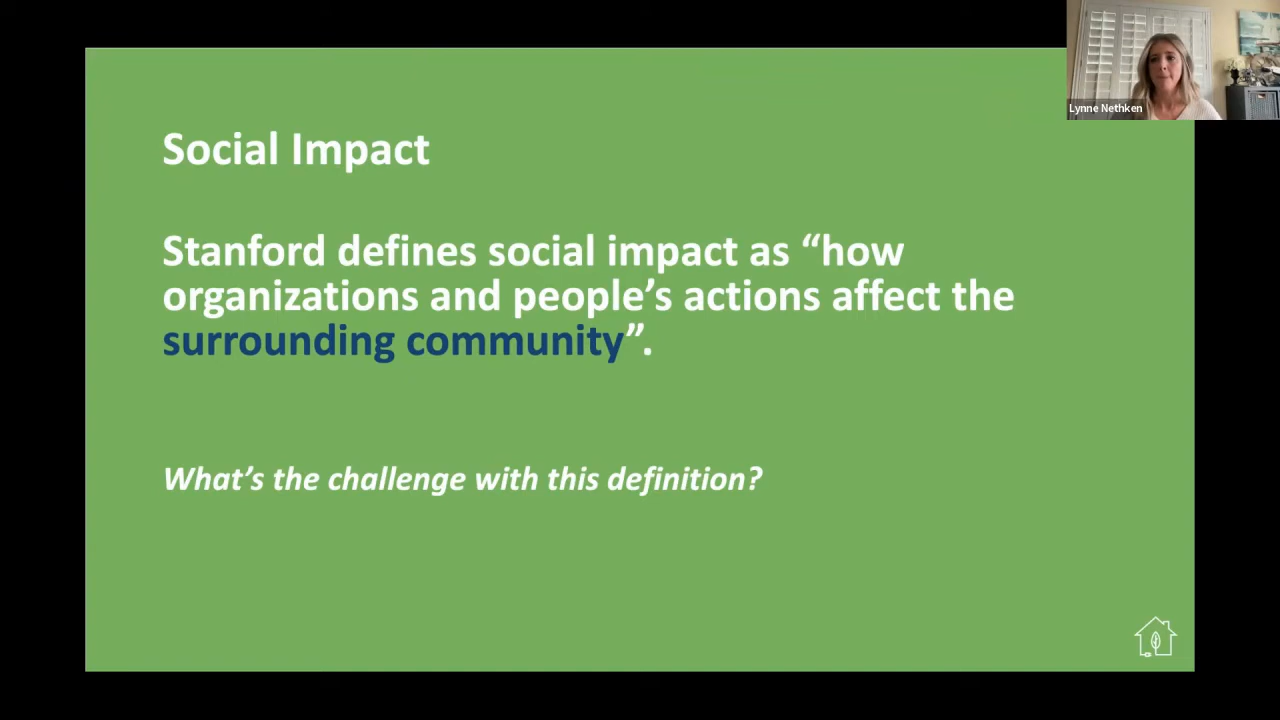 Lynne Nethken
Social Impact
Stanford defines social impact as “how
organizations and people’s actions affect the
surrounding community”.
What’s the challenge with this definition?